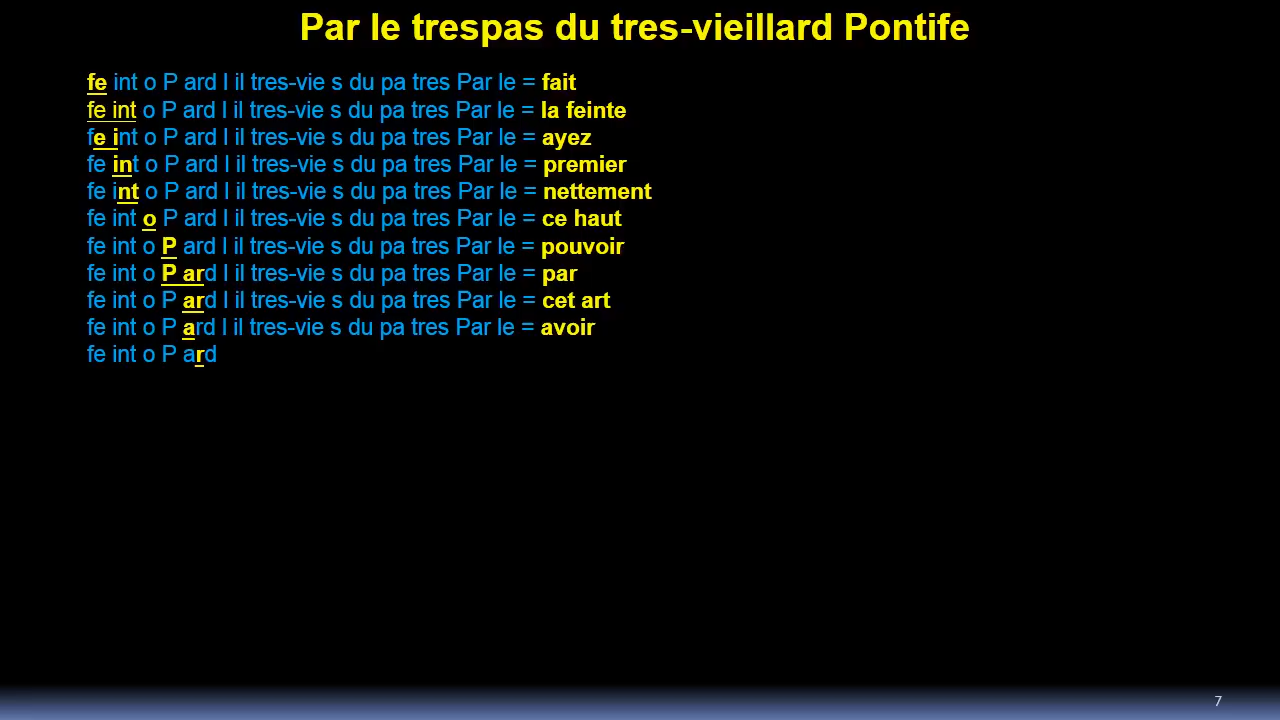 Par le trespas du tres-vieillard Pontife
fe int o P ard l il tres-vie s du pa tres Par le = fait
fe int o P ard l il tres-vie s du pa tres Par le = la feinte
fe int o P ard l il tres-vie s du pa tres Par le = ayez
fe int o P ard l il tres-vie s du pa tres Par le = premier
fe int o P ard l il tres-vie s du pa tres Par le = nettement
fe int o P ard l il tres-vie s du pa tres Par le = ce haut
fe int o P ard l il tres-vie s du pa tres Par le = pouvoir
fe int o P ard l il tres-vie s du pa tres Par le = par
fe int o P ard l il tres-vie s du pa tres Par le = cet art
fe int o P ard l il tres-vie s du pa tres Par le = avoir
fe int o P ard
7